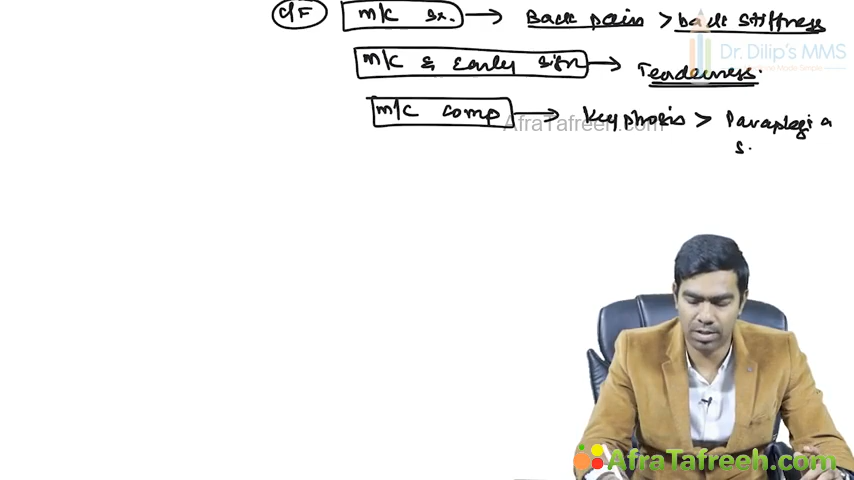 C/F m/c sx. → Back pain > back stiffness
Dr. Dilip's MMS
m/c & Early sign → Tenderness.
m/c comp → Kyphosis > Paraplegia
AfraTafreeh.com
s.
AfraTafreeh.com